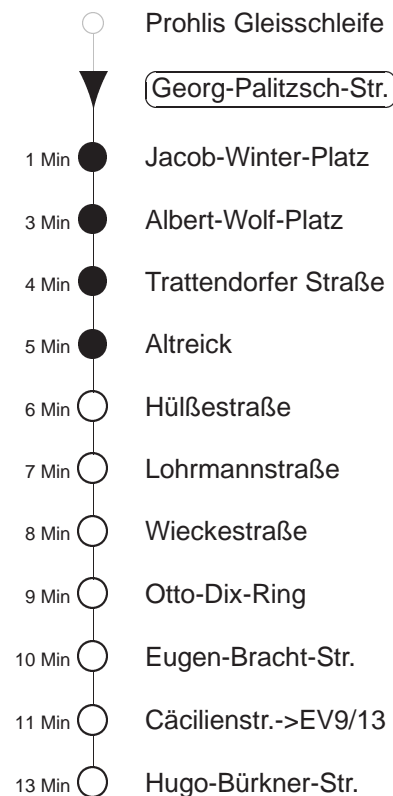 Prohlis Gleisschleife
Georg-Palitzsch-Str.
1 Min Jacob-Winter-Platz
3 Min Albert-Wolf-Platz
4 Min Trattendorfer Straße
5 Min Altreick
6 Min Hülßestraße
7 Min Lohrmannstraße
8 Min Wieckestraße
9 Min Otto-Dix-Ring
10 Min Eugen-Bracht-Str.
11 Min Cäcilienstr.->EV9/13
13 Min Hugo-Bürkner-Str.